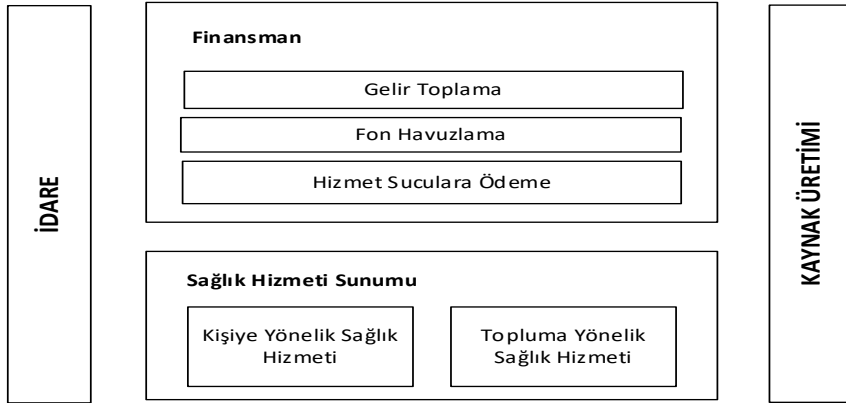 İDARE
Finansman
Gelir Toplama
Fon Havuzlama
Hizmet Suculara Ödeme
Sağlık Hizmeti Sunumu
Kişiye Yönelik Sağlık
Hizmeti
Topluma Yönelik
Sağlık Hizmeti
KAYNAK ÜRETİMİ